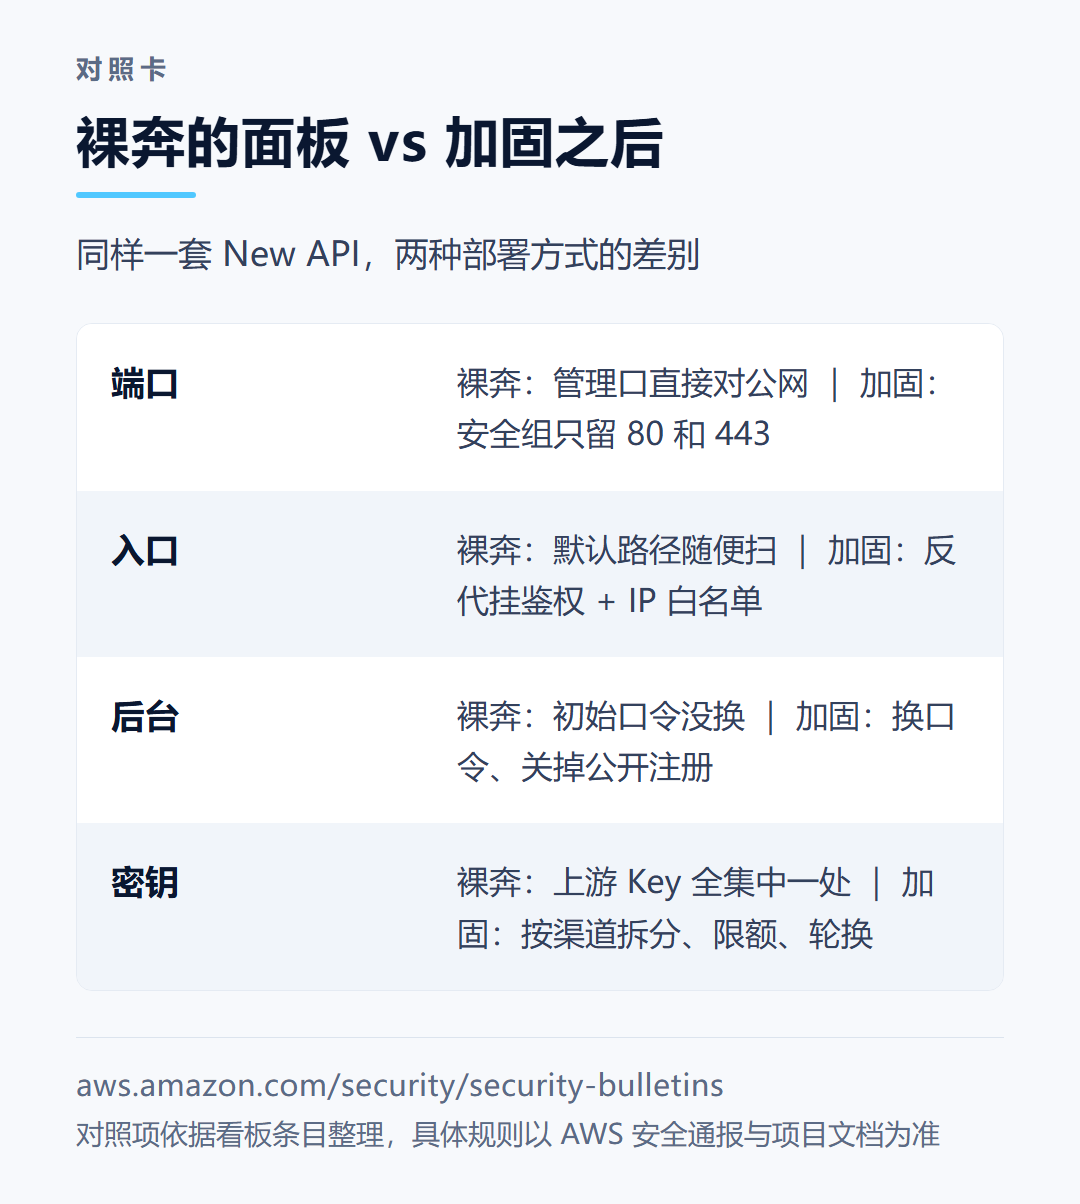 对照卡
裸奔的面板 vs 加固之后
同样一套 New API，两种部署方式的差别
端口
裸奔：管理口直接对公网 ｜ 加固：
安全组只留 80 和 443
入口
裸奔：默认路径随便扫 ｜ 加固：反
代挂鉴权 + IP 白名单
后台
裸奔：初始口令没换 ｜ 加固：换口
令、关掉公开注册
密钥
裸奔：上游 Key 全集中一处 ｜ 加
固：按渠道拆分、限额、轮换
aws.amazon.com/security/security-bulletins
对照项依据看板条目整理，具体规则以 AWS 安全通报与项目文档为准